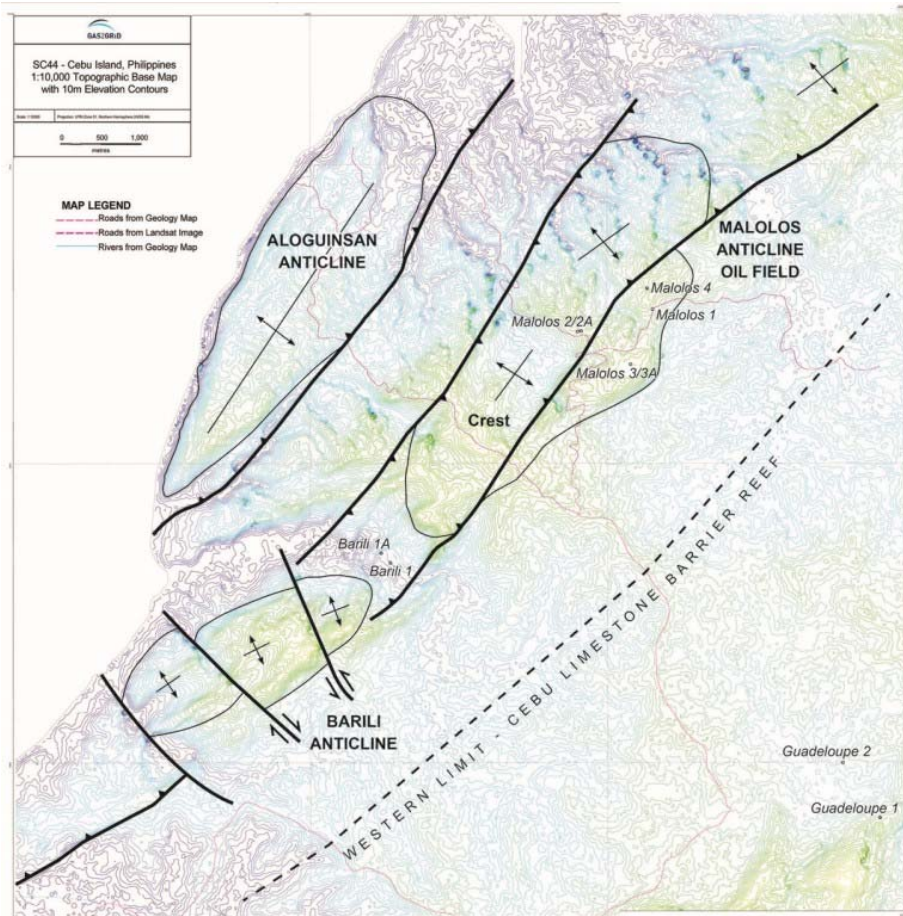 GAS2GRID
SC44 - Cebu Island, Philippines
1:10,000 Topographic Base Map
with 10m Elevation Contours
0 500 1,000
METRES
MAP LEGEND
Roads from Geology Map
Roads from Landsat Image
Rivers from Geology Map
ALOGUINSAN
ANTICLINE
MALOLOS
ANTICLINE
OIL FIELD
Malolos 4
Malolos 1
Malolos 2/2A
Malolos 3/3A
Crest
Barili 1A
Barili 1
BARILI
ANTICLINE
WESTERN LIMIT - CEBU LIMESTONE BARRIER REEF
Guadeloupe 2
Guadeloupe 1